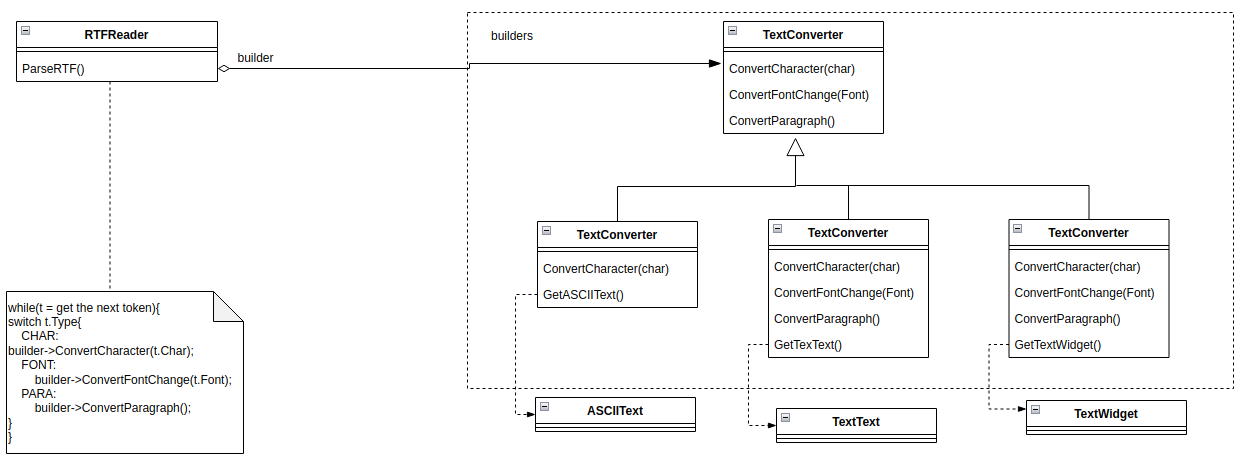 RTFReader
ParseRTF()
builder
builders
TextConverter
ConvertCharacter(char)
ConvertFontChange(Font)
ConvertParagraph()
TextConverter
ConvertCharacter(char)
GetASCIIText()
TextConverter
ConvertCharacter(char)
ConvertFontChange(Font)
ConvertParagraph()
GetTexText()
TextConverter
ConvertCharacter(char)
ConvertFontChange(Font)
ConvertParagraph()
GetTextWidget()
while(t = get the next token){
switch t.Type{
CHAR:
builder->ConvertCharacter(t.Char);
FONT:
builder->ConvertFontChange(t.Font);
PARA:
builder->ConvertParagraph();
}
}
ASCIIText
TextText
TextWidget